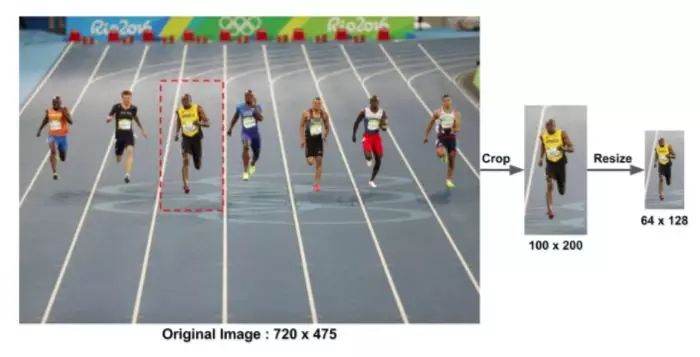 Rio2016
Rio2016
Crop
Resize
64 x 128
100 x 200
Original Image : 720 x 475